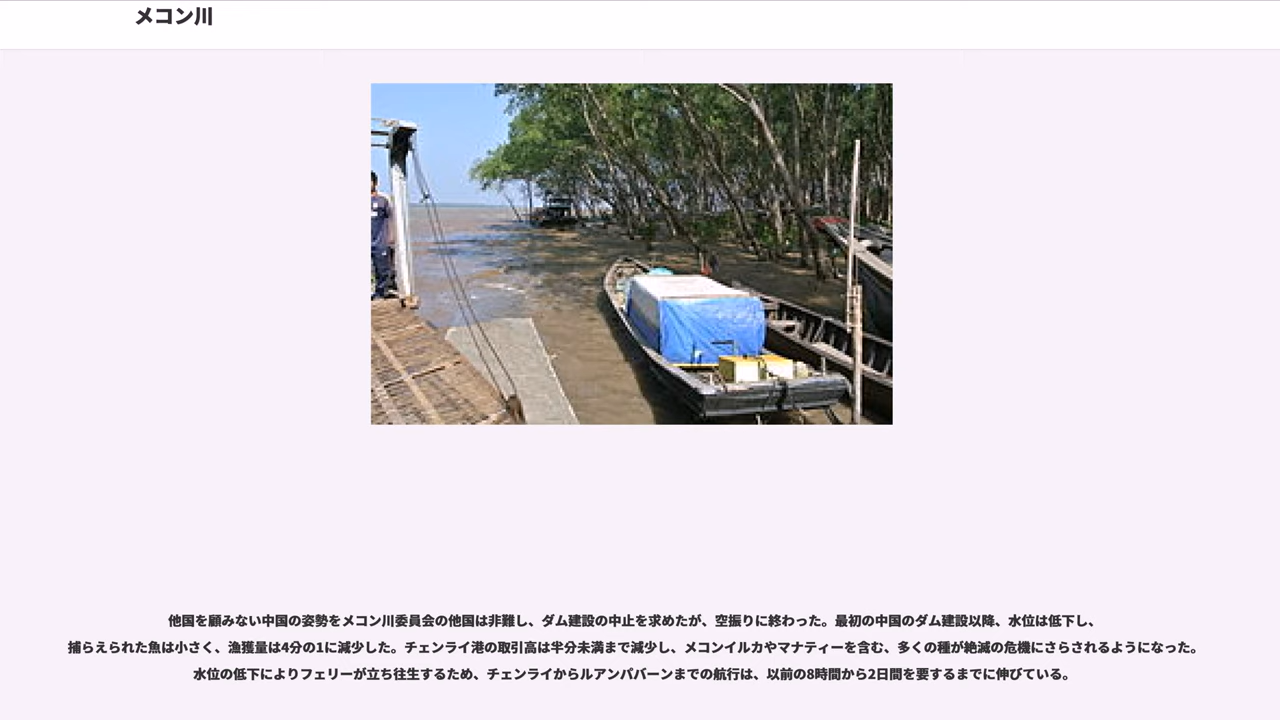 メコン川
他国を顧みない中国の姿勢をメコン川委員会の他国は非難し、ダム建設の中止を求めたが、空振りに終わった。最初の中国のダム建設以降、水位は低下し、
捕らえられた魚は小さく、漁獲量は4分の1に減少した。チェンライ港の取引高は半分未満まで減少し、メコンイルカやマナティーを含む、多くの種が絶滅の危機にさらされるようになった。
水位の低下によりフェリーが立ち往生するため、チェンライからルアンパバーンまでの航行は、以前の8時間から2日間を要するまでに伸びている。